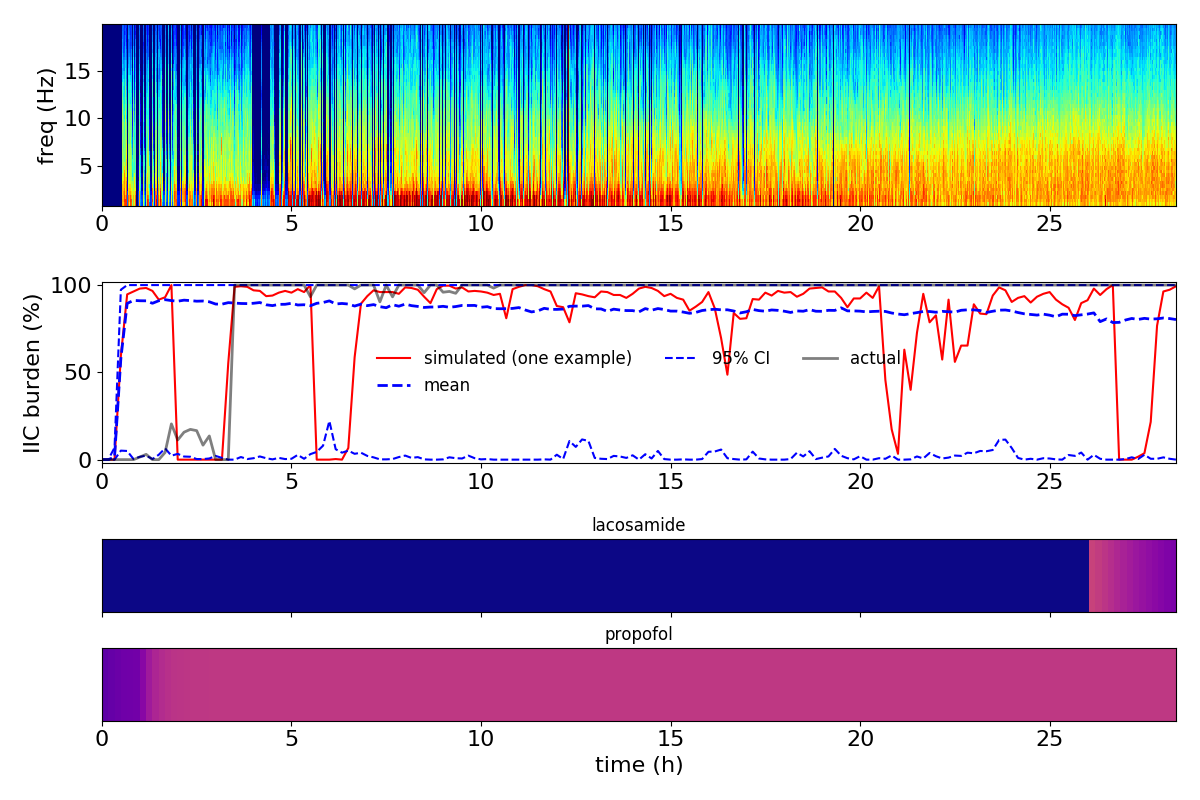 freq (Hz)
15
10
5
0 5 10 15 20 25
IIC burden (%)
100
50
0
simulated (one example) 95% CI actual
mean
0 5 10 15 20 25
lacosamide
propofol
0 5 10 15 20 25
time (h)